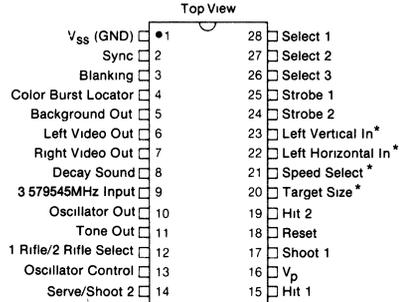 Top View
V_SS (GND) 1 28 Select 1
Sync 2 27 Select 2
Blanking 3 26 Select 3
Color Burst Locator 4 25 Strobe 1
Background Out 5 24 Strobe 2
Left Video Out 6 23 Left Vertical In*
Right Video Out 7 22 Left Horizontal In*
Decay Sound 8 21 Speed Select*
3 579545MHz Input 9 20 Target Size*
Oscillator Out 10 19 Hit 2
Tone Out 11 18 Reset
1 Rifle/2 Rifle Select 12 17 Shoot 1
Oscillator Control 13 16 Vp
Serve/Shoot 2 14 15 Hit 1